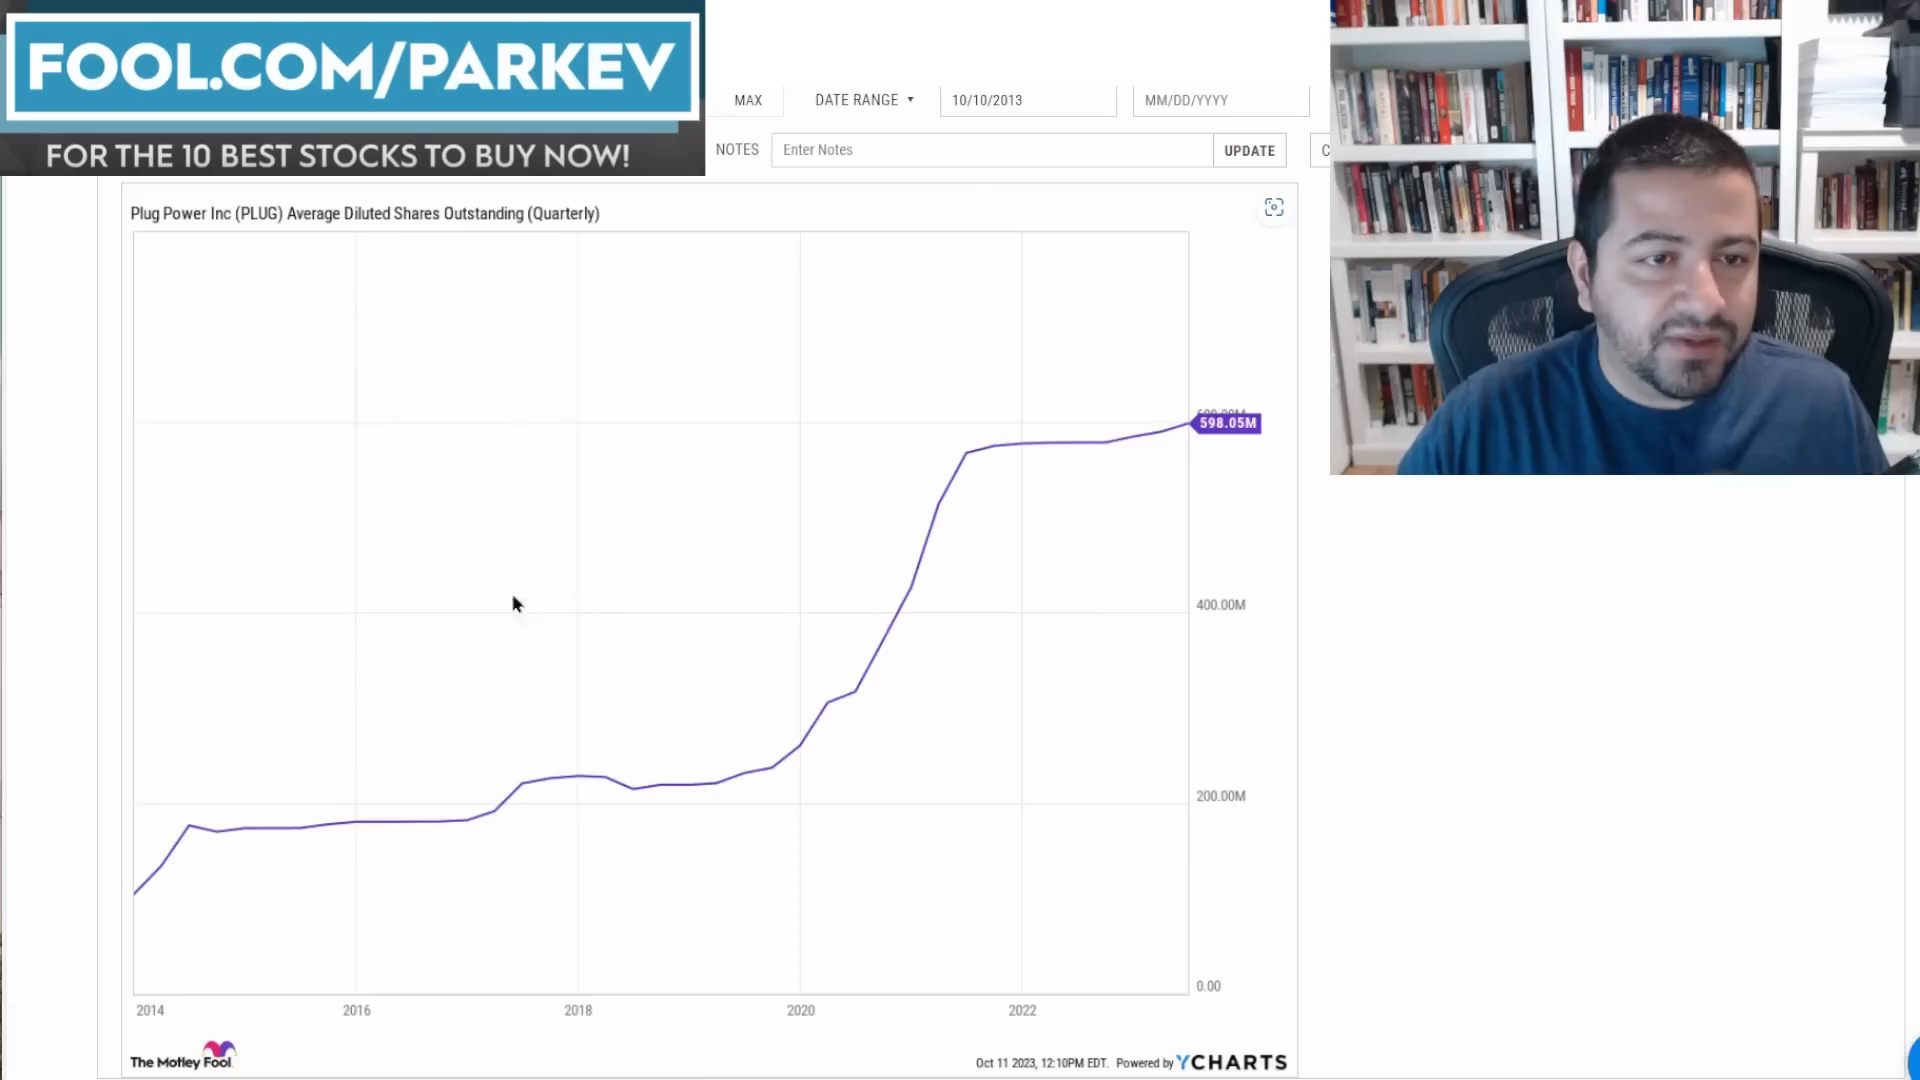 FOOL.COM/PARKEV
FOR THE 10 BEST STOCKS TO BUY NOW!
MAX
DATE RANGE
10/10/2013
MM/DD/YYYY
NOTES
Enter Notes
UPDATE
C
Plug Power Inc (PLUG) Average Diluted Shares Outstanding (Quarterly)
598.05M
400.00M
200.00M
0.00
2014
2016
2018
2020
2022
The Motley Fool
Oct 11 2023, 12:10PM EDT. Powered by YCHARTS